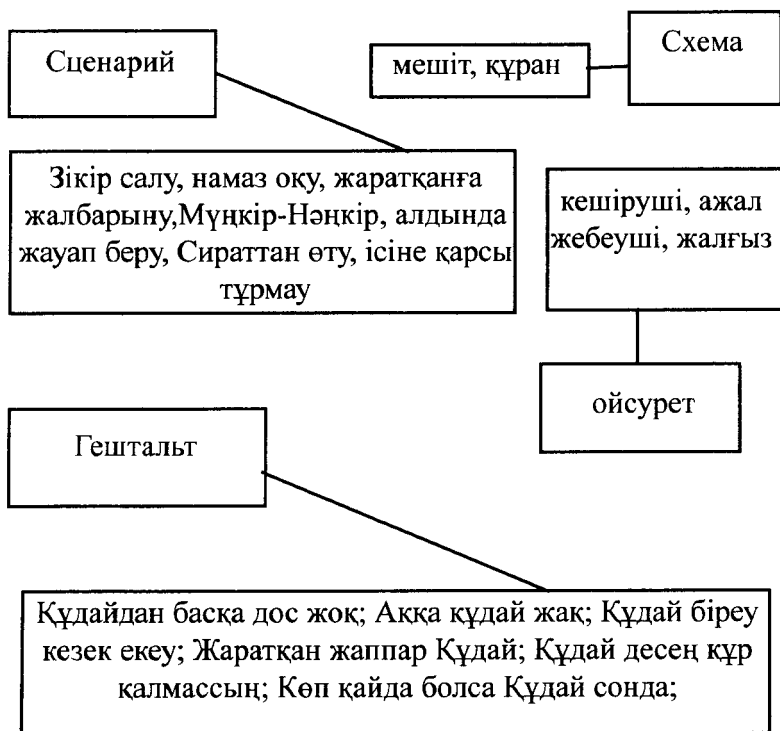 Сценарий
мешіт, құран
Схема
Зікір салу, намаз оқу, жаратқанға
жалбарыну,Мүңкір-Нәңкір, алдында
жауап беру, Сираттан өту, ісіне қарсы
тұрмау
кешіруші, ажал
жебеуші, жалғыз
ойсурет
Гештальт
Құдайдан басқа дос жоқ; Аққа құдай жақ; Құдай біреу
кезек екеу; Жаратқан жаппар Құдай; Құдай десең құр
қалмассың; Көп қайда болса Құдай сонда;